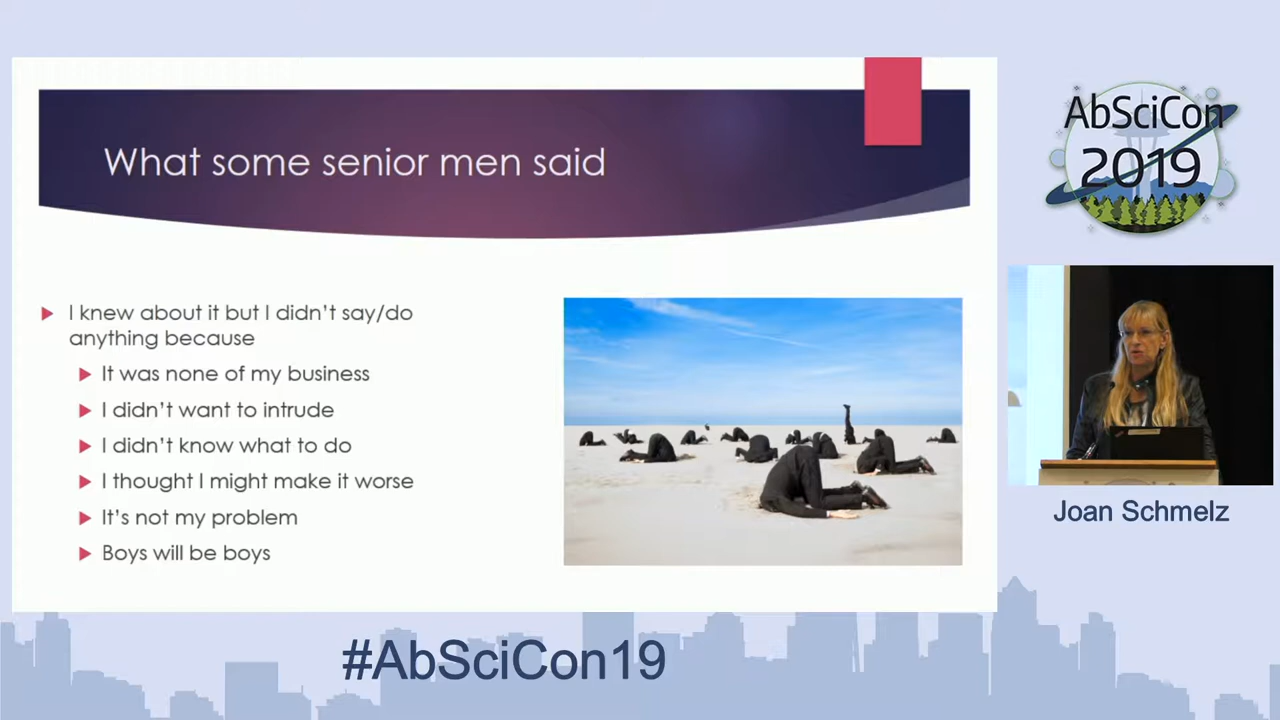 What some senior men said
I knew about it but I didn't say/do
anything because
It was none of my business
I didn't want to intrude
I didn't know what to do
I thought I might make it worse
It's not my problem
Boys will be boys
AbSciCon
2019
Joan Schmelz
#AbSciCon19